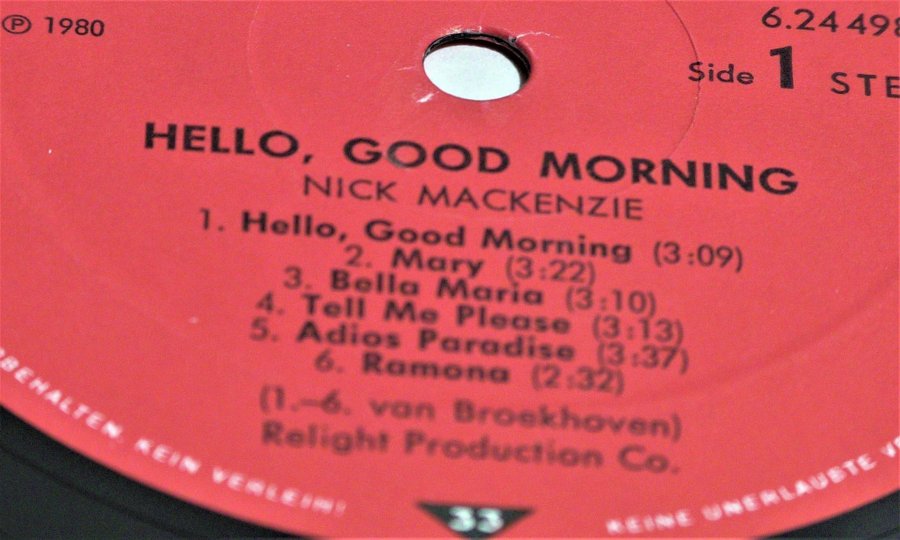 ℗ 1980
6.24 498
Side 1 STE
HELLO, GOOD MORNING
NICK MACKENZIE
1. Hello, Good Morning (3:09)
2. Mary (3:22)
3. Bella Maria (3:10)
4. Tell Me Please (3:13)
5. Adios Paradise (3:37)
6. Ramona (2:32)
(1.–6. van Broekhoven)
Relight Production Co.
RBEHALTEN. KEIN VERLEIH!
33
KEINE UNERLAUBTE